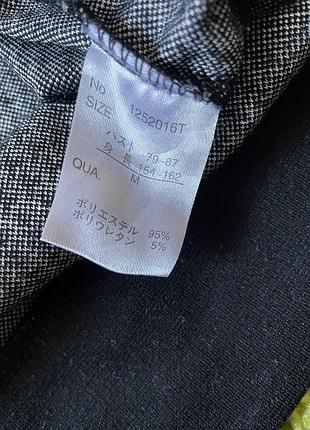 No 1252016T
SIZE
バスト 79-87
身 長 154-162
M
QUA.
ポリエステル 95%
ポリウレタン 5%